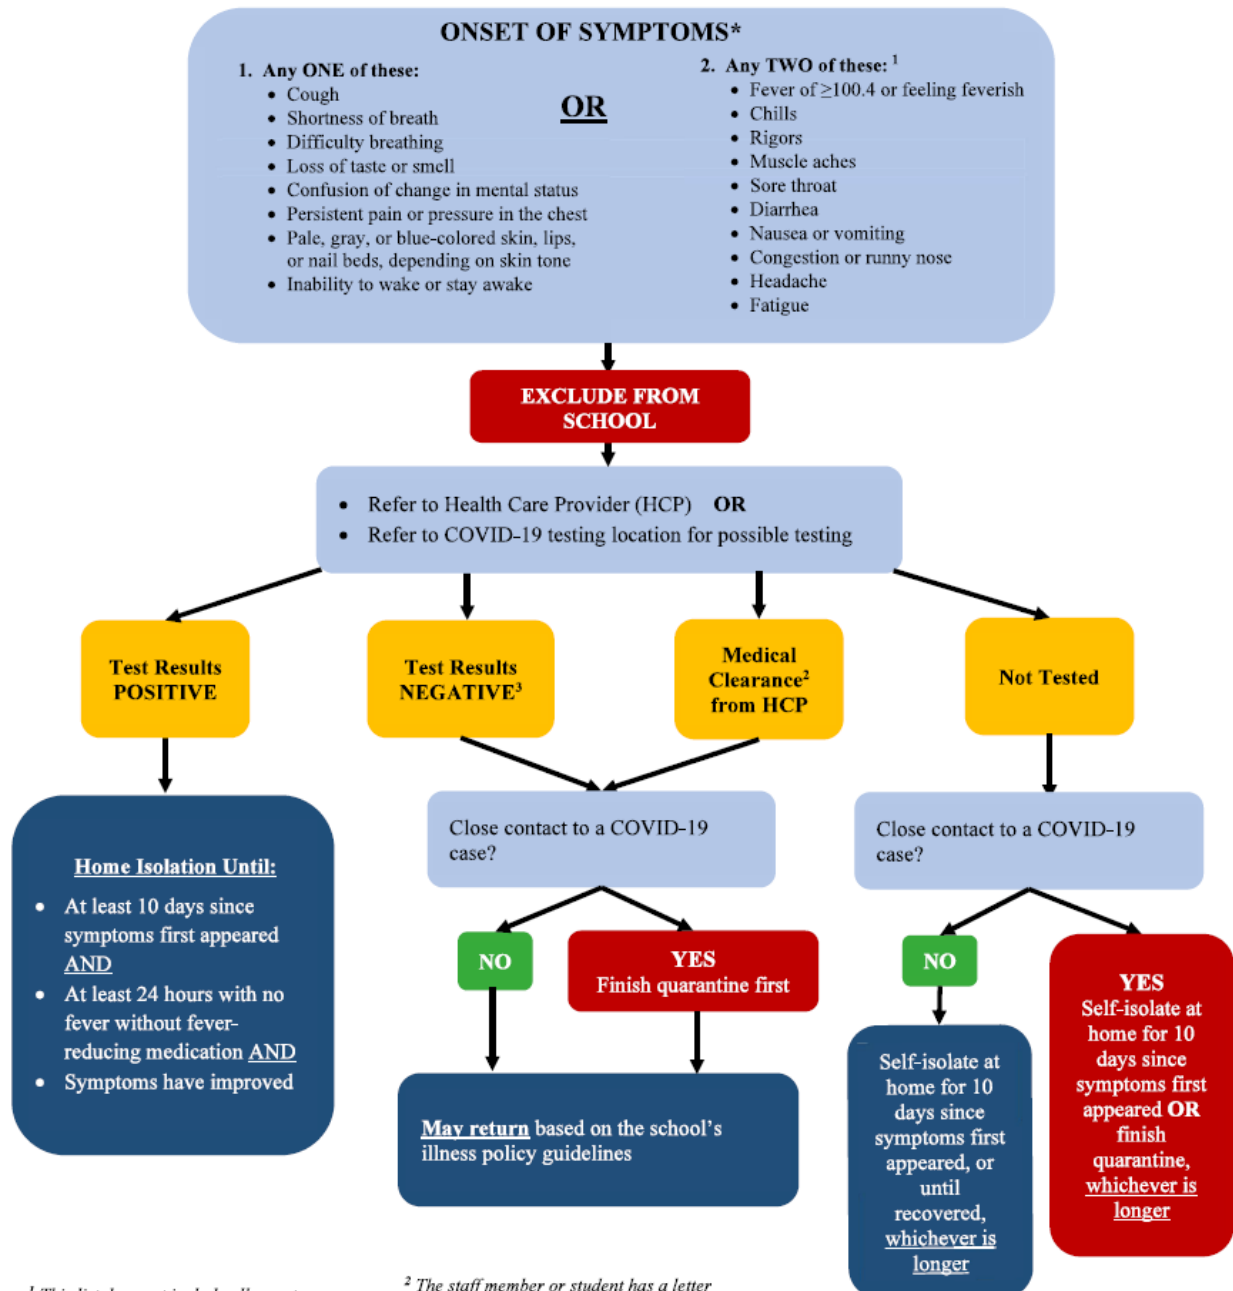 ONSET OF SYMPTOMS*
1. Any ONE of these:
• Cough
• Shortness of breath
• Difficulty breathing
• Loss of taste or smell
• Confusion of change in mental status
• Persistent pain or pressure in the chest
• Pale, gray, or blue-colored skin, lips,
or nail beds, depending on skin tone
• Inability to wake or stay awake
OR
2. Any TWO of these: 1
• Fever of ≥100.4 or feeling feverish
• Chills
• Rigors
• Muscle aches
• Sore throat
• Diarrhea
• Nausea or vomiting
• Congestion or runny nose
• Headache
• Fatigue
EXCLUDE FROM
SCHOOL
• Refer to Health Care Provider (HCP) OR
• Refer to COVID-19 testing location for possible testing
Test Results
POSITIVE
Test Results
NEGATIVE3
Medical
Clearance2
from HCP
Not Tested
Home Isolation Until:
• At least 10 days since
symptoms first appeared
AND
• At least 24 hours with no
fever without fever-
reducing medication AND
• Symptoms have improved
Close contact to a COVID-19
case?
NO
YES
Finish quarantine first
May return based on the school's
illness policy guidelines
Close contact to a COVID-19
case?
NO
Self-isolate at
home for 10
days since
symptoms first
appeared, or
until
recovered,
whichever is
longer
YES
Self-isolate at
home for 10
days since
symptoms first
appeared OR
finish
quarantine,
whichever is
longer
2 The staff member or student has a letter